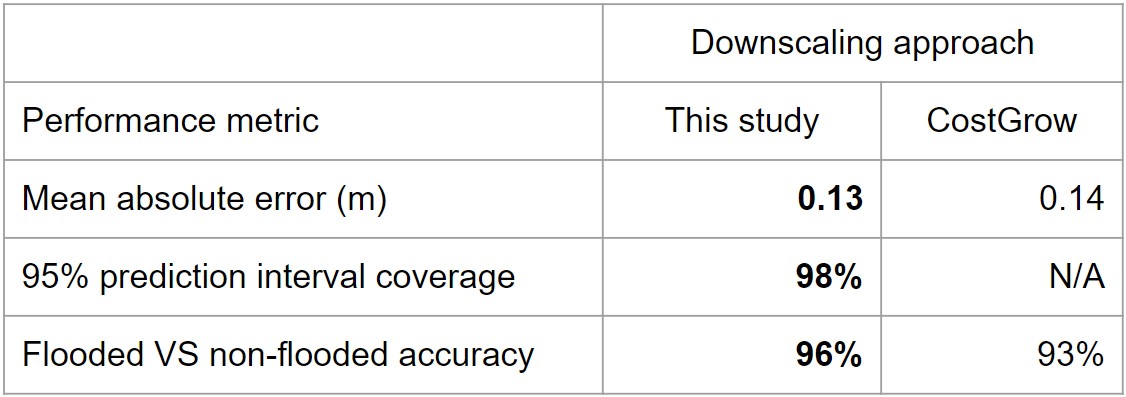 Downscaling approach
Performance metric This study CostGrow
Mean absolute error (m) 0.13 0.14
95% prediction interval coverage 98% N/A
Flooded VS non-flooded accuracy 96% 93%